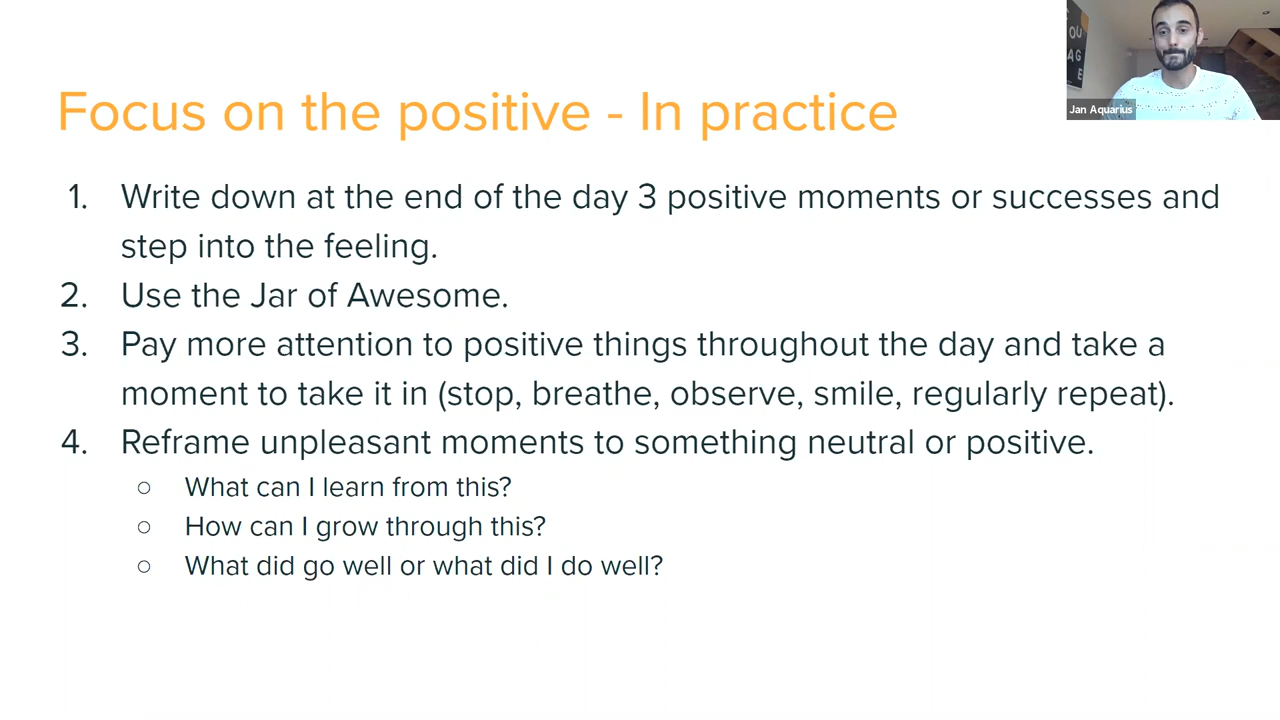 Focus on the positive - In practice
1. Write down at the end of the day 3 positive moments or successes and
step into the feeling.
2. Use the Jar of Awesome.
3. Pay more attention to positive things throughout the day and take a
moment to take it in (stop, breathe, observe, smile, regularly repeat).
4. Reframe unpleasant moments to something neutral or positive.
○ What can I learn from this?
○ How can I grow through this?
○ What did go well or what did I do well?
OU
AG
E
Jan Aquarius